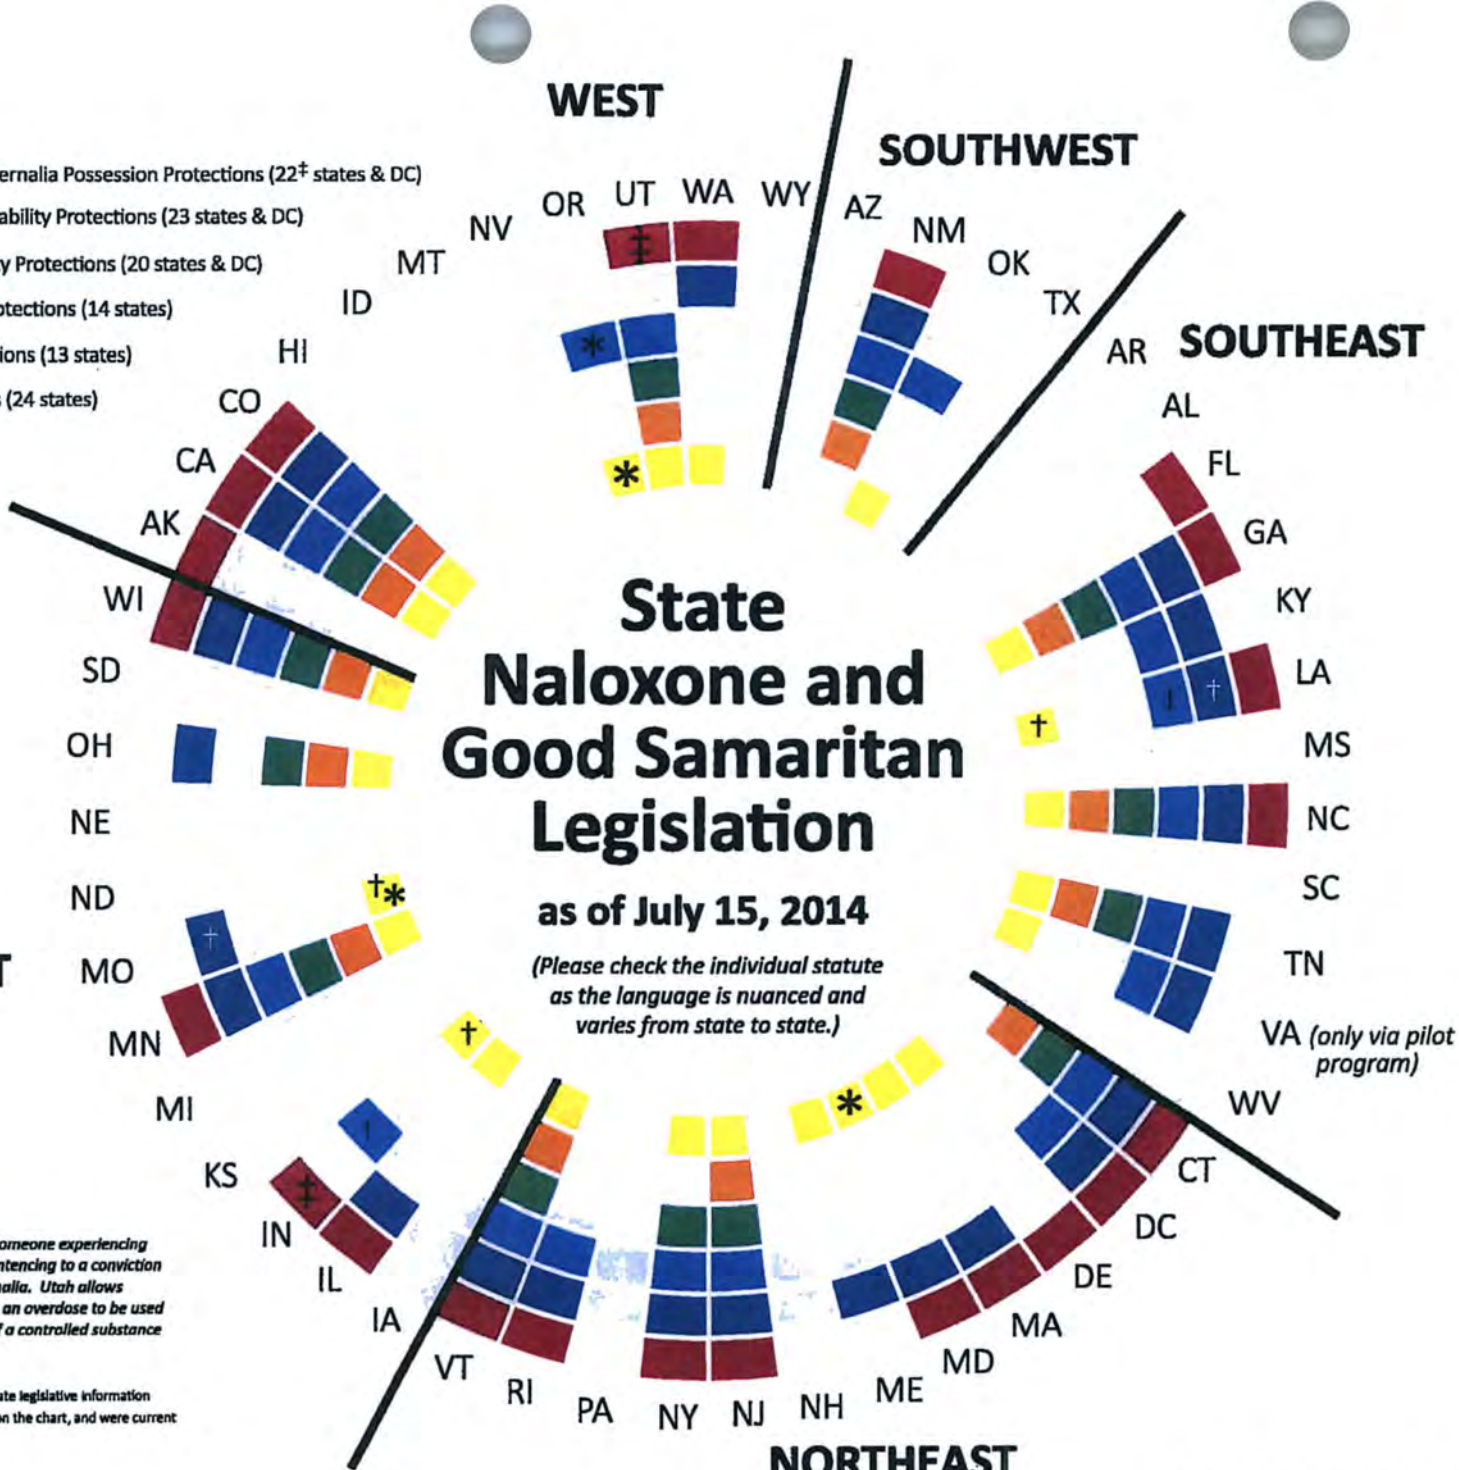 WEST
SOUTHWEST
ernalia Possession Protections (22‡ states & DC)
ability Protections (23 states & DC)
y Protections (20 states & DC)
otections (14 states)
ions (13 states)
(24 states)
UT
WA
WY
AZ
OR
NV
NM
MT
OK
ID
TX
HI
AR
SOUTHEAST
CO
AL
CA
FL
AK
GA
WI
KY
SD
LA
OH
MS
NE
NC
ND
SC
MO
TN
MN
VA (only via pilot
program)
MI
WV
KS
CT
IN
DC
IL
DE
IA
MA
VT
MD
RI
ME
PA
NY
NJ
NH
NORTHEAST
T
‡
*
*
†
†
†*
†
†
*
‡
State
Naloxone and
Good Samaritan
Legislation
as of July 15, 2014
(Please check the individual statute
as the language is nuanced and
varies from state to state.)
omeone experiencing
ntencing to a conviction
alia. Utah allows
an overdose to be used
f a controlled substance
ate legislative information
on the chart, and were current